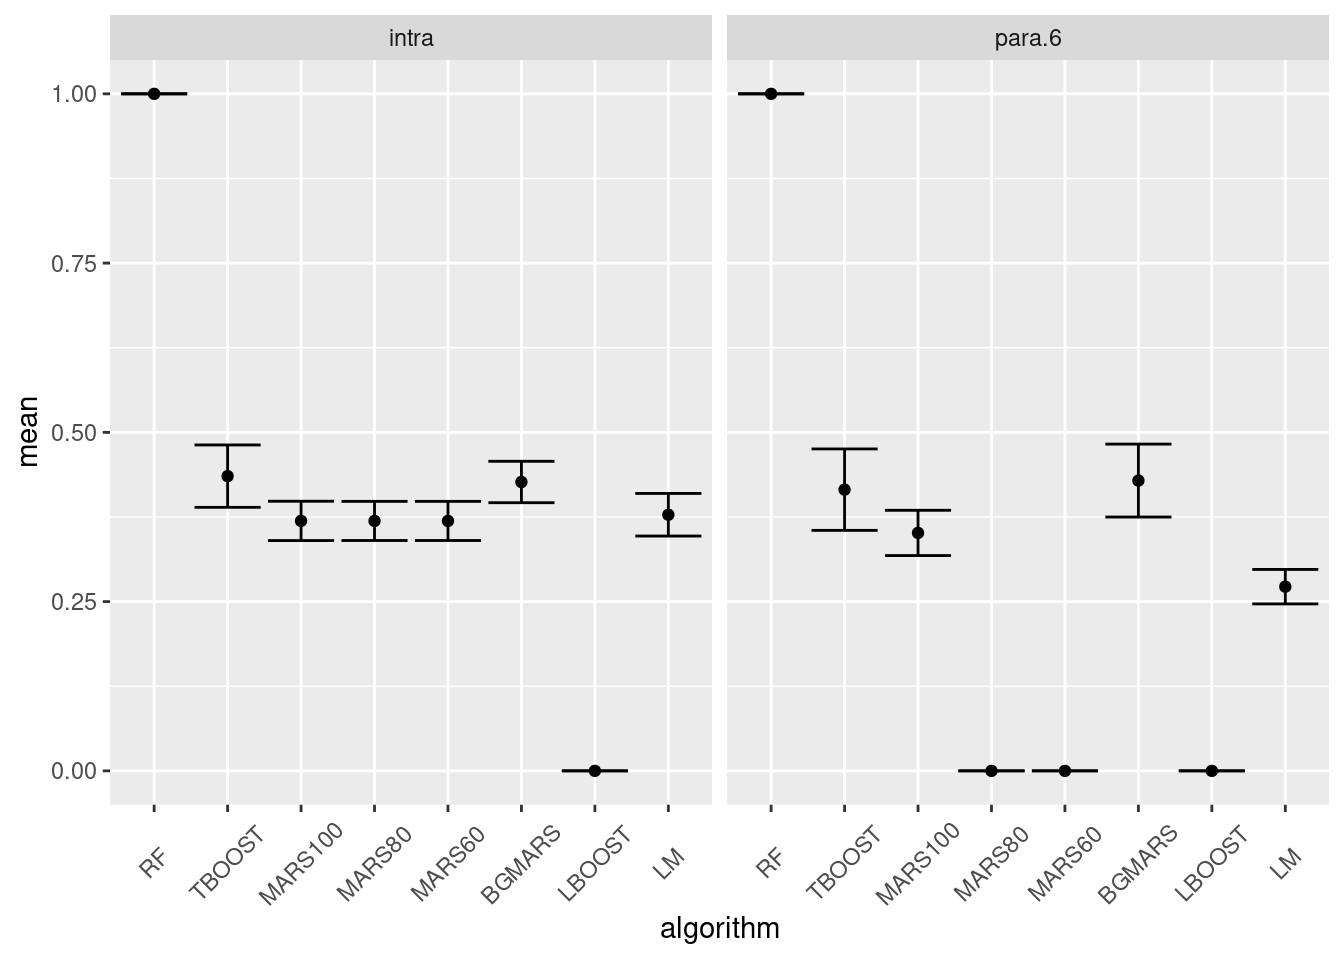 intra
para.6
mean
1.00
0.75
0.50
0.25
0.00
RF
TBOOST
MARS100
MARS80
MARS60
BGMARS
LBOOST
LM
RF
TBOOST
MARS100
MARS80
MARS60
BGMARS
LBOOST
LM
algorithm